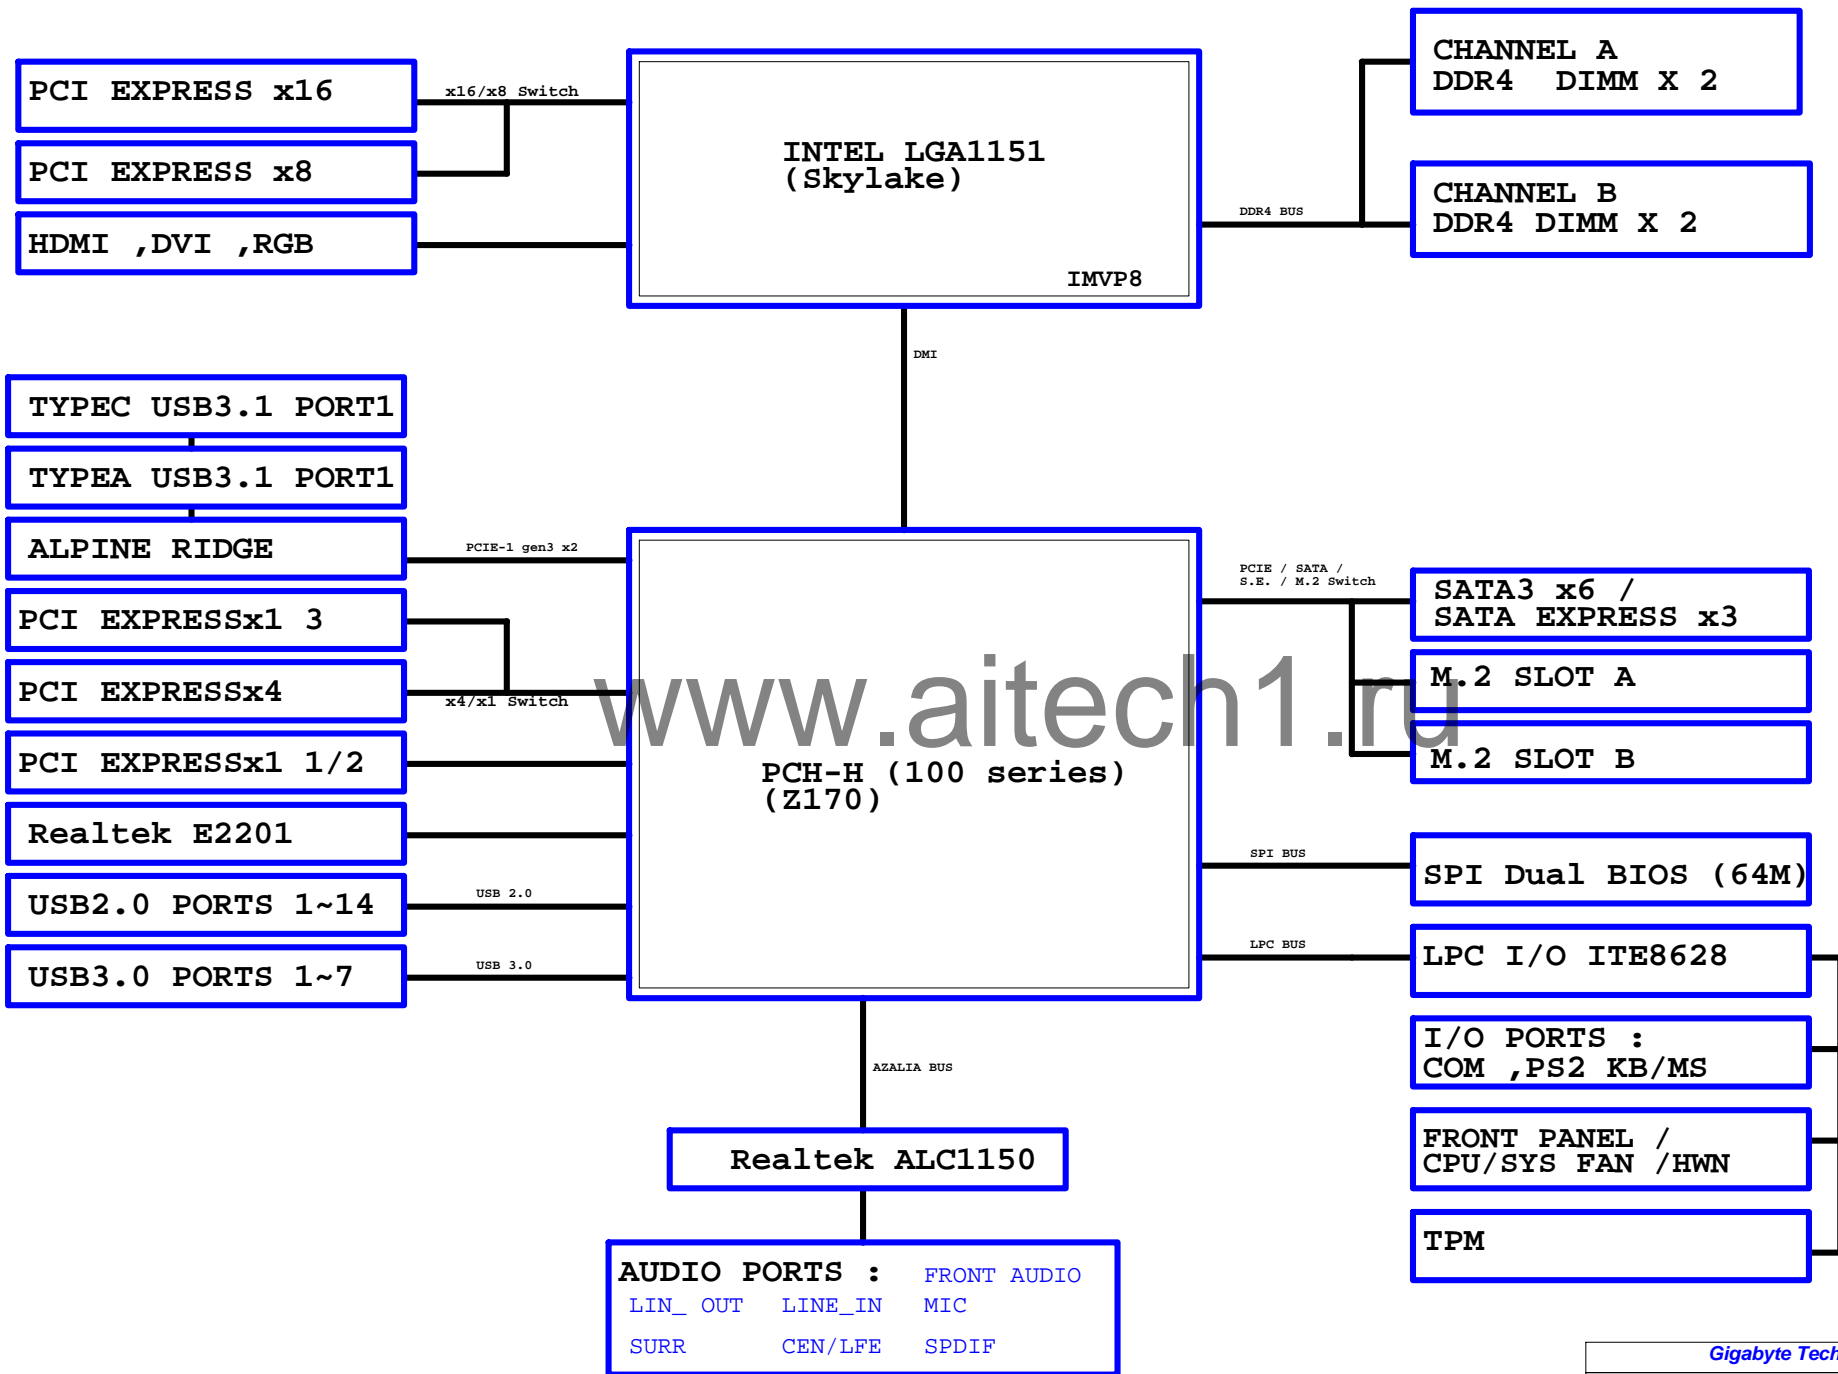 PCI EXPRESS x16
x16/x8 Switch
PCI EXPRESS x8
HDMI ,DVI ,RGB
INTEL LGA1151
(Skylake)
IMVP8
CHANNEL A
DDR4 DIMM X 2
DDR4 BUS
CHANNEL B
DDR4 DIMM X 2
DMI
TYPEC USB3.1 PORT1
TYPEA USB3.1 PORT1
ALPINE RIDGE
PCIE-1 gen3 x2
PCI EXPRESSx1 3
PCI EXPRESSx4
x4/x1 Switch
PCI EXPRESSx1 1/2
Realtek E2201
USB2.0 PORTS 1~14
USB 2.0
USB3.0 PORTS 1~7
USB 3.0
www.aitech1.ru
PCH-H (100 series)
(Z170)
PCIE / SATA /
S.E. / M.2 Switch
SATA3 x6 /
SATA EXPRESS x3
M.2 SLOT A
M.2 SLOT B
SPI BUS
SPI Dual BIOS (64M)
LPC BUS
LPC I/O ITE8628
I/O PORTS :
COM ,PS2 KB/MS
FRONT PANEL /
CPU/SYS FAN /HWN
TPM
AZALIA BUS
Realtek ALC1150
AUDIO PORTS : FRONT AUDIO
LIN_ OUT LINE_IN MIC
SURR CEN/LFE SPDIF
Gigabyte Tech